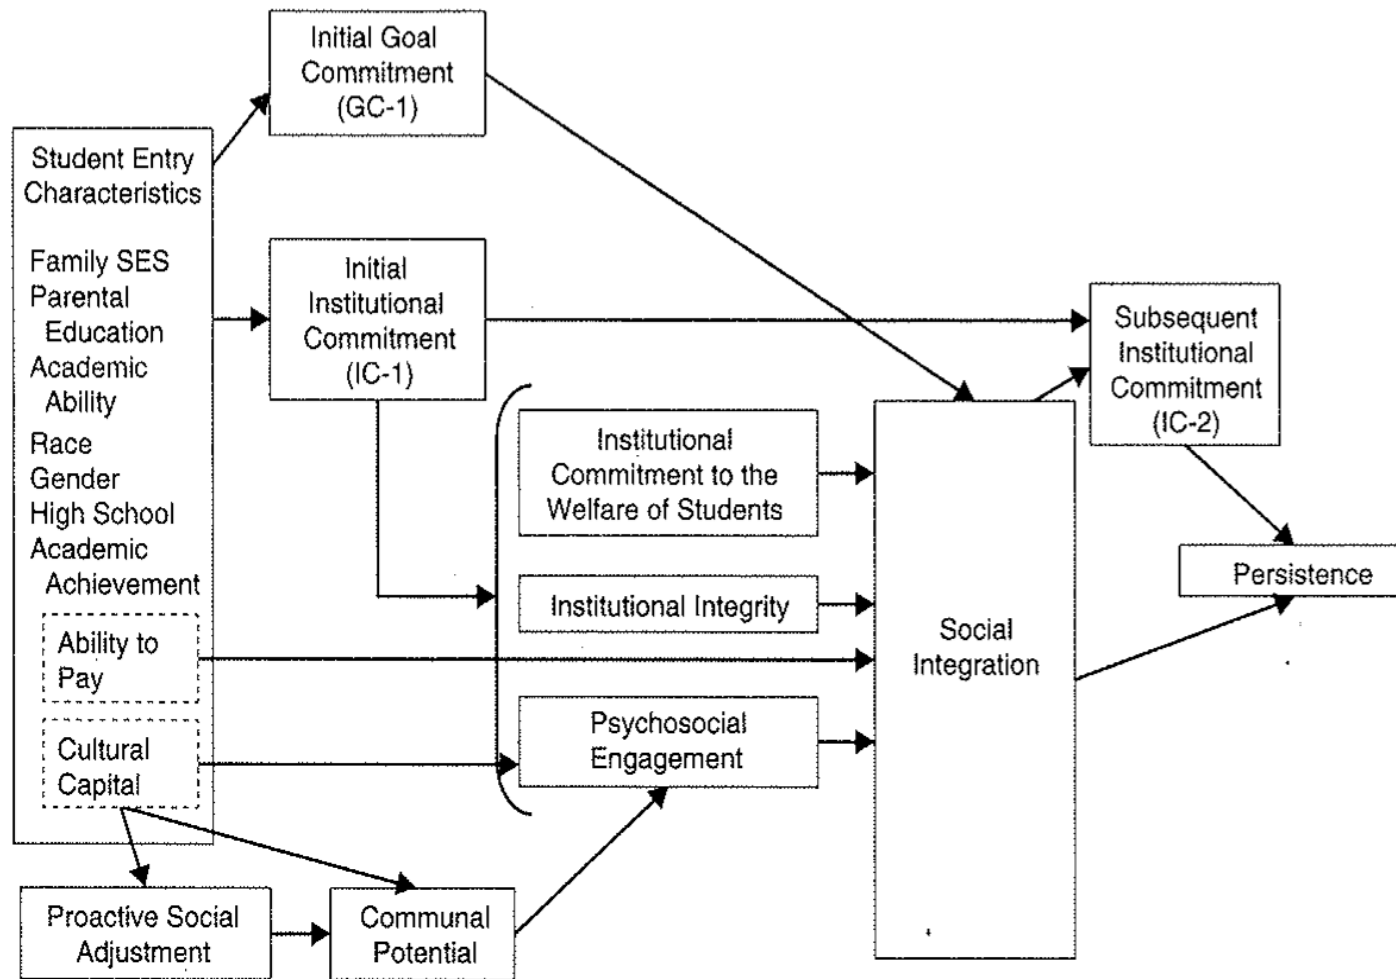 Initial Goal
Commitment
(GC-1)
Student Entry
Characteristics
Family SES
Parental
Education
Academic
Ability
Race
Gender
High School
Academic
Achievement
Ability to
Pay
Cultural
Capital
Initial
Institutional
Commitment
(IC-1)
Subsequent
Institutional
Commitment
(IC-2)
Institutional
Commitment to the
Welfare of Students
Institutional Integrity
Psychosocial
Engagement
Social
Integration
Persistence
Proactive Social
Adjustment
Communal
Potential